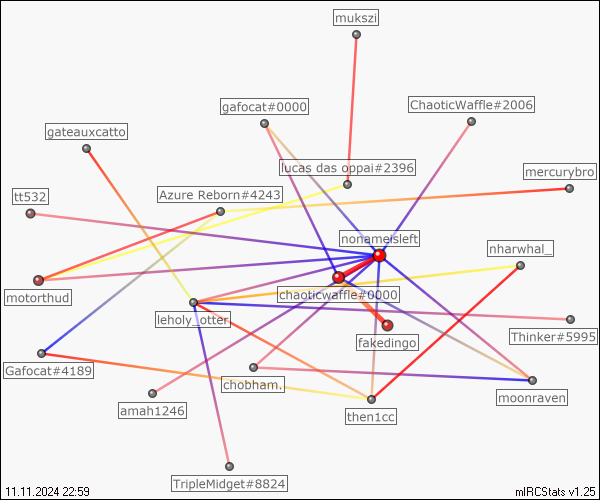 mukszi
gafocat#0000
ChaoticWaffle#2006
gateauxcatto
lucas das oppai#2396
mercurybro
tt532
Azure Reborn#4243
nonameisleft
nharwhal_
motorthud
chaoticwaffle#0000
leholy_otter
Thinker#5995
fakedingo
Gafocat#4189
chobham.
moonraven
amah1246
then1cc
TripleMidget#8824
11.11.2024 22:59
mIRCStats v1.25